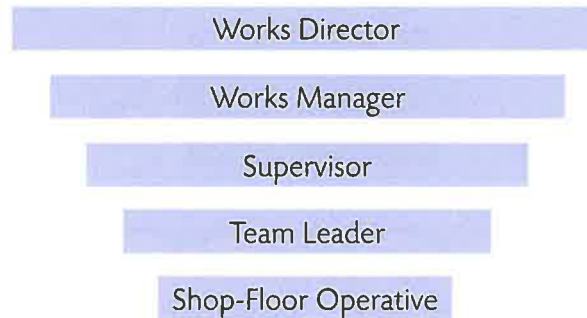 Works Director
Works Manager
Supervisor
Team Leader
Shop-Floor Operative